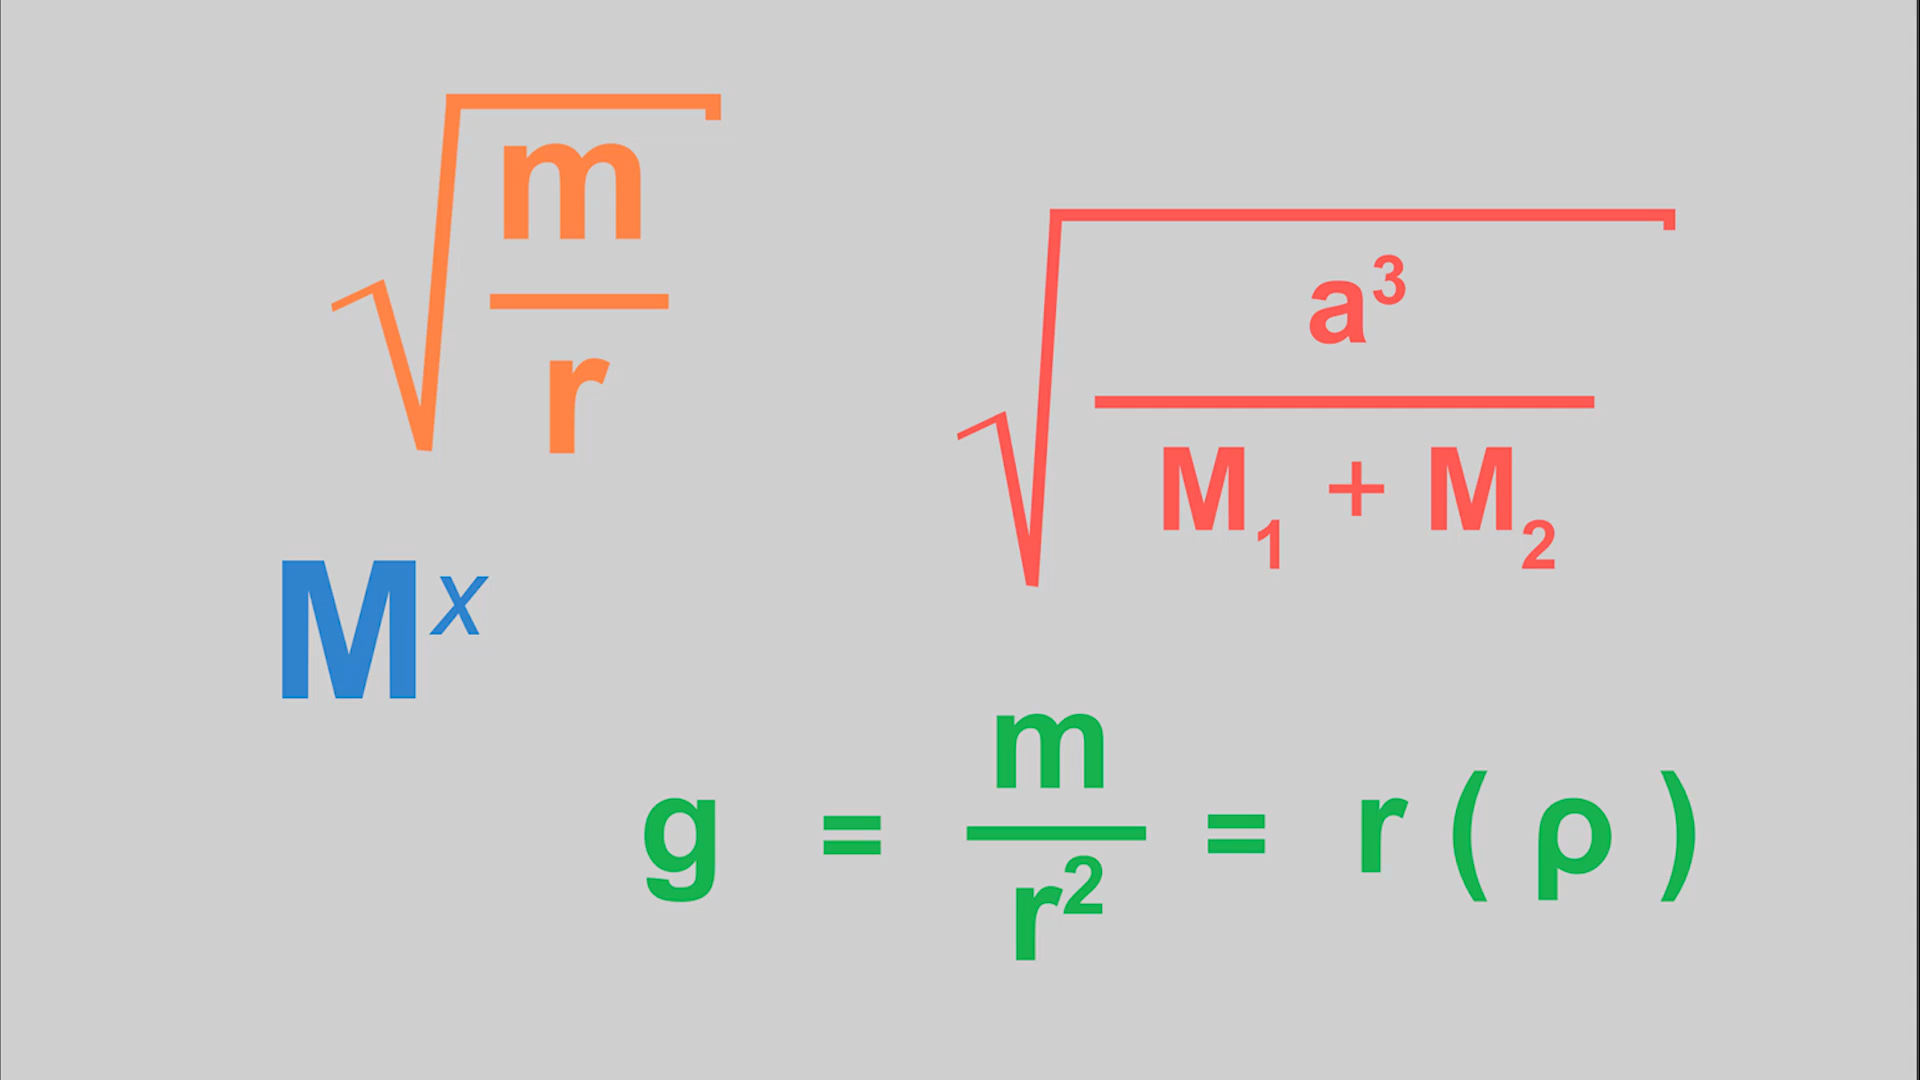 √(m/r)
√(a³/(M₁ + M₂))
Mˣ
g = m/r² = r(ρ)